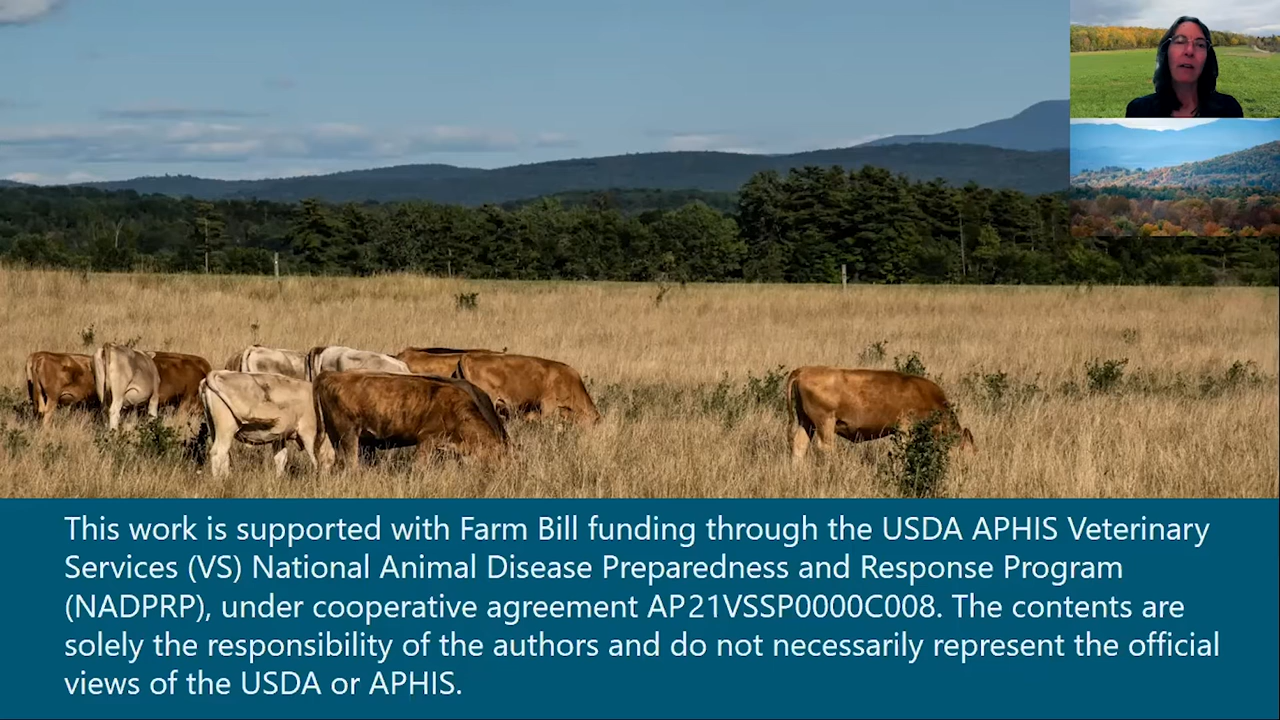 This work is supported with Farm Bill funding through the USDA APHIS Veterinary
Services (VS) National Animal Disease Preparedness and Response Program
(NADPRP), under cooperative agreement AP21VSSP0000C008. The contents are
solely the responsibility of the authors and do not necessarily represent the official
views of the USDA or APHIS.